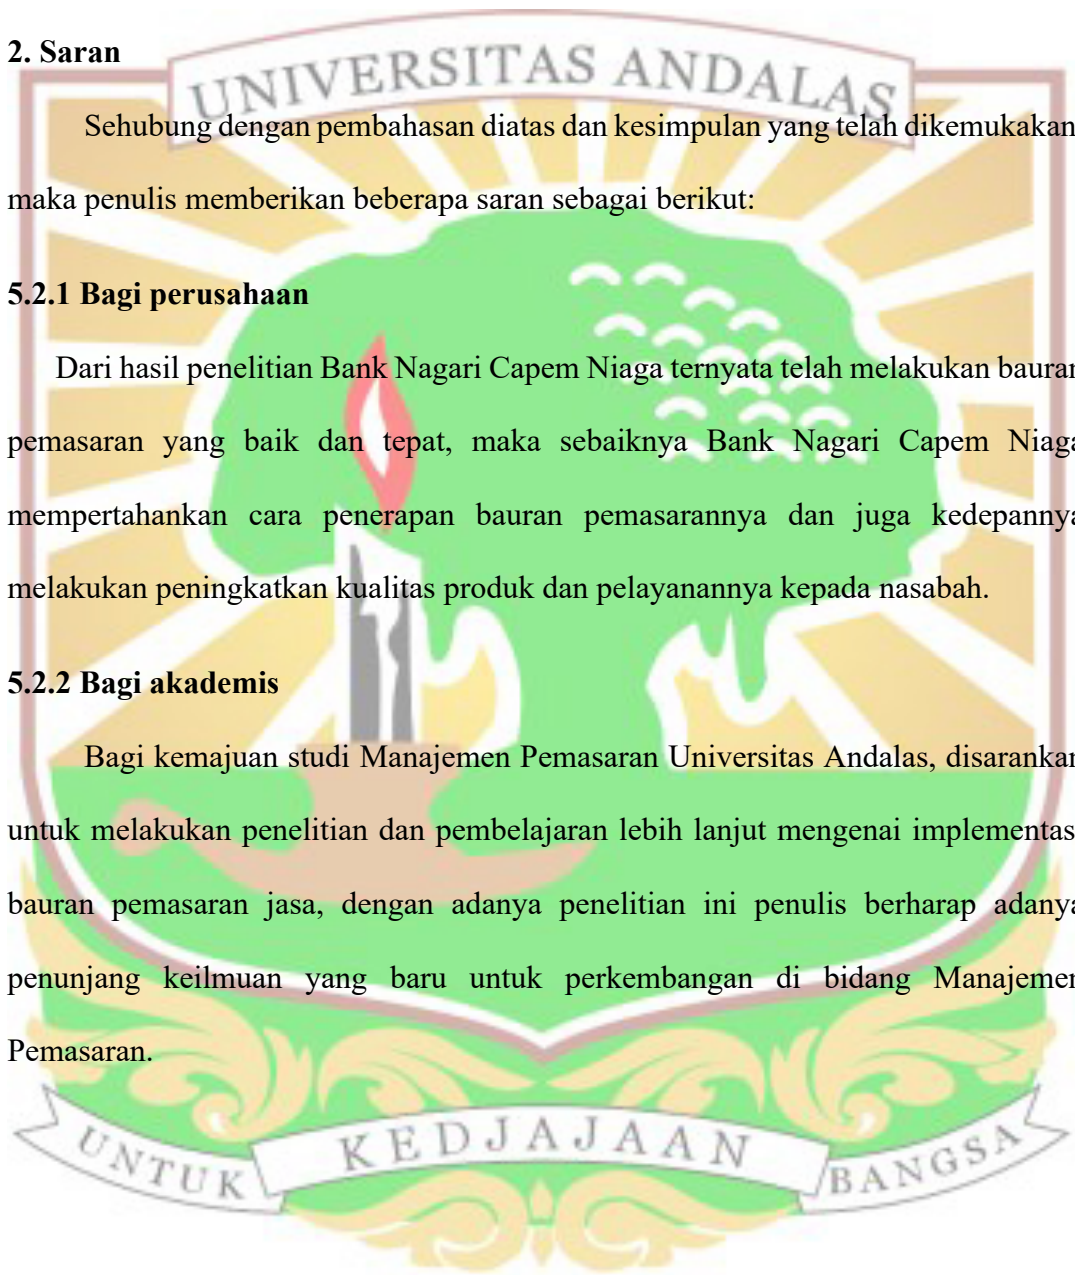 2. Saran
UNIVERSITAS ANDALAS
Sehubung dengan pembahasan diatas dan kesimpulan yang telah dikemukakan
maka penulis memberikan beberapa saran sebagai berikut:
5.2.1 Bagi perusahaan
Dari hasil penelitian Bank Nagari Capem Niaga ternyata telah melakukan bauran
pemasaran yang baik dan tepat, maka sebaiknya Bank Nagari Capem Niaga
mempertahankan cara penerapan bauran pemasarannya dan juga kedepannya
melakukan peningkatkan kualitas produk dan pelayanannya kepada nasabah.
5.2.2 Bagi akademis
Bagi kemajuan studi Manajemen Pemasaran Universitas Andalas, disarankan
untuk melakukan penelitian dan pembelajaran lebih lanjut mengenai implementasi
bauran pemasaran jasa, dengan adanya penelitian ini penulis berharap adanya
penunjang keilmuan yang baru untuk perkembangan di bidang Manajemen
Pemasaran.
UNTUK KEDJAJAAN BANGSA